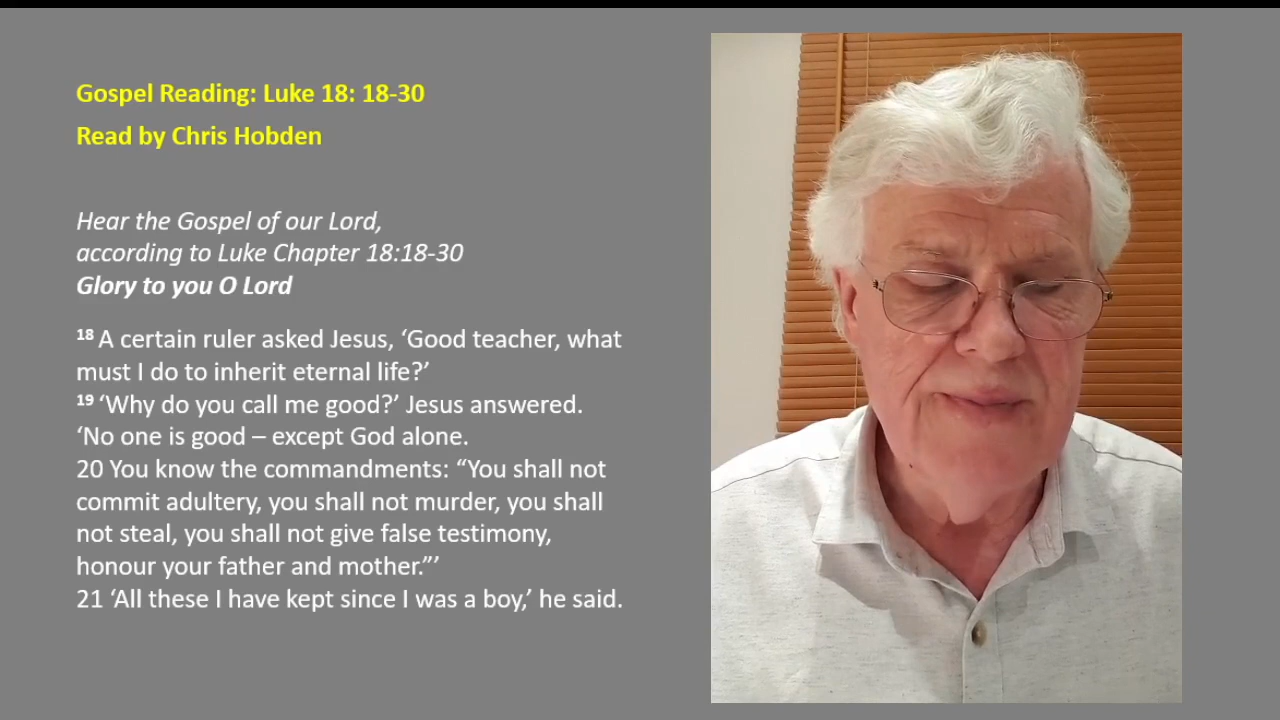 Gospel Reading: Luke 18: 18-30
Read by Chris Hobden
Hear the Gospel of our Lord,
according to Luke Chapter 18:18-30
Glory to you O Lord
18 A certain ruler asked Jesus, ‘Good teacher, what
must I do to inherit eternal life?’
19 ‘Why do you call me good?’ Jesus answered.
‘No one is good – except God alone.
20 You know the commandments: “You shall not
commit adultery, you shall not murder, you shall
not steal, you shall not give false testimony,
honour your father and mother.”’
21 ‘All these I have kept since I was a boy,’ he said.